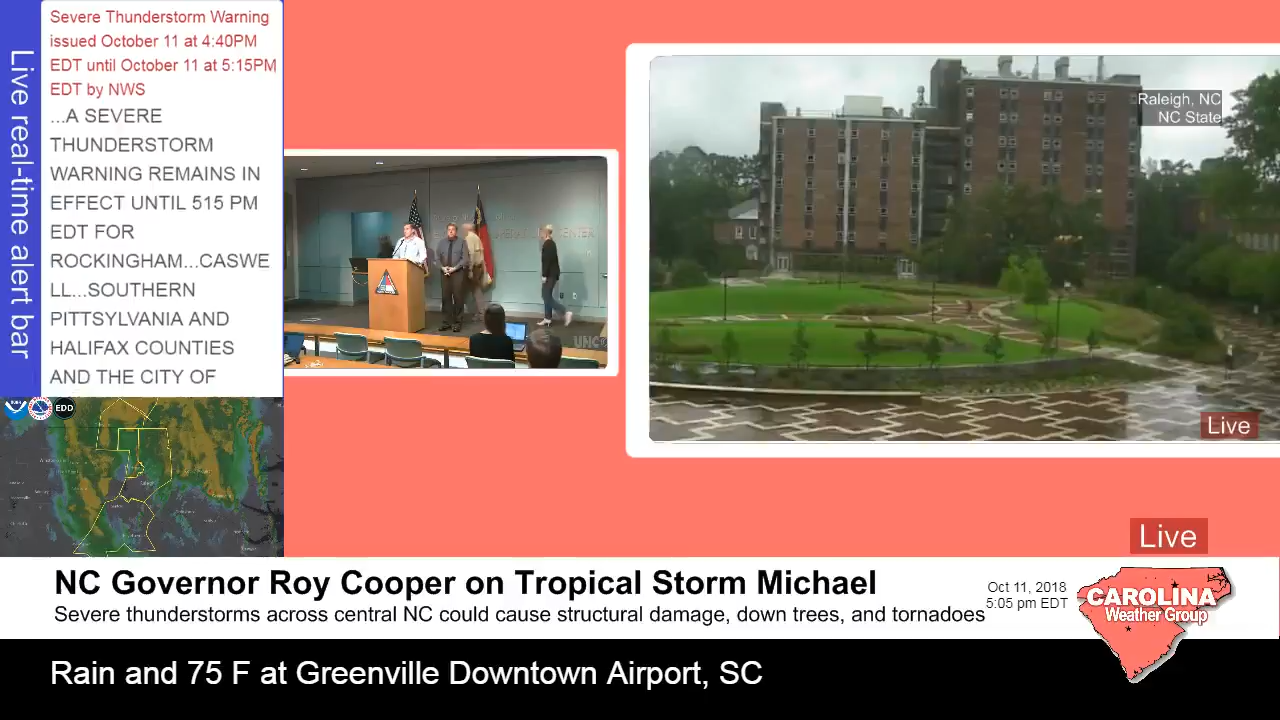 Live real-time alert bar
Severe Thunderstorm Warning
issued October 11 at 4:40PM
EDT until October 11 at 5:15PM
EDT by NWS
...A SEVERE
THUNDERSTORM
WARNING REMAINS IN
EFFECT UNTIL 515 PM
EDT FOR
ROCKINGHAM...CASWE
LL...SOUTHERN
PITTSYLVANIA AND
HALIFAX COUNTIES
AND THE CITY OF
EDD
Raleigh, NC
NC State
Live
Live
NC Governor Roy Cooper on Tropical Storm Michael
Severe thunderstorms across central NC could cause structural damage, down trees, and tornadoes
Oct 11, 2018
5:05 pm EDT
CAROLINA
Weather Group
Rain and 75 F at Greenville Downtown Airport, SC